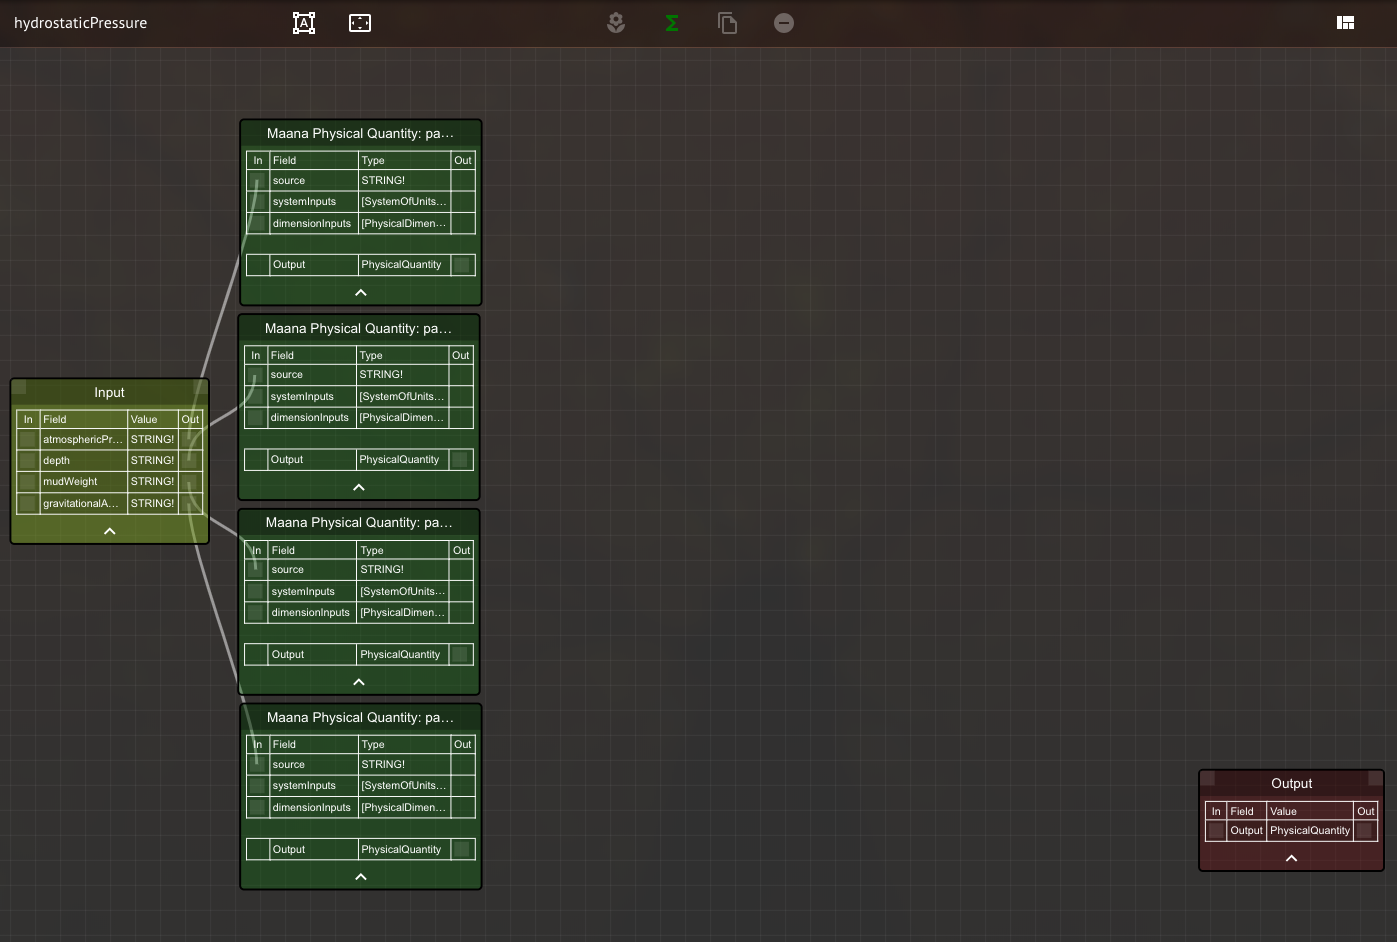 hydrostaticPressure
A
Σ
Maana Physical Quantity: pa...
In Field Type Out
source STRING!
systemInputs [SystemOfUnits...
dimensionInputs [PhysicalDimen...
Output PhysicalQuantity
Maana Physical Quantity: pa...
In Field Type Out
source STRING!
systemInputs [SystemOfUnits...
dimensionInputs [PhysicalDimen...
Output PhysicalQuantity
Input
In Field Value Out
atmosphericPr... STRING!
depth STRING!
mudWeight STRING!
gravitationalA... STRING!
Maana Physical Quantity: pa...
In Field Type Out
source STRING!
systemInputs [SystemOfUnits...
dimensionInputs [PhysicalDimen...
Output PhysicalQuantity
Maana Physical Quantity: pa...
In Field Type Out
source STRING!
systemInputs [SystemOfUnits...
dimensionInputs [PhysicalDimen...
Output PhysicalQuantity
Output
In Field Value Out
Output PhysicalQuantity